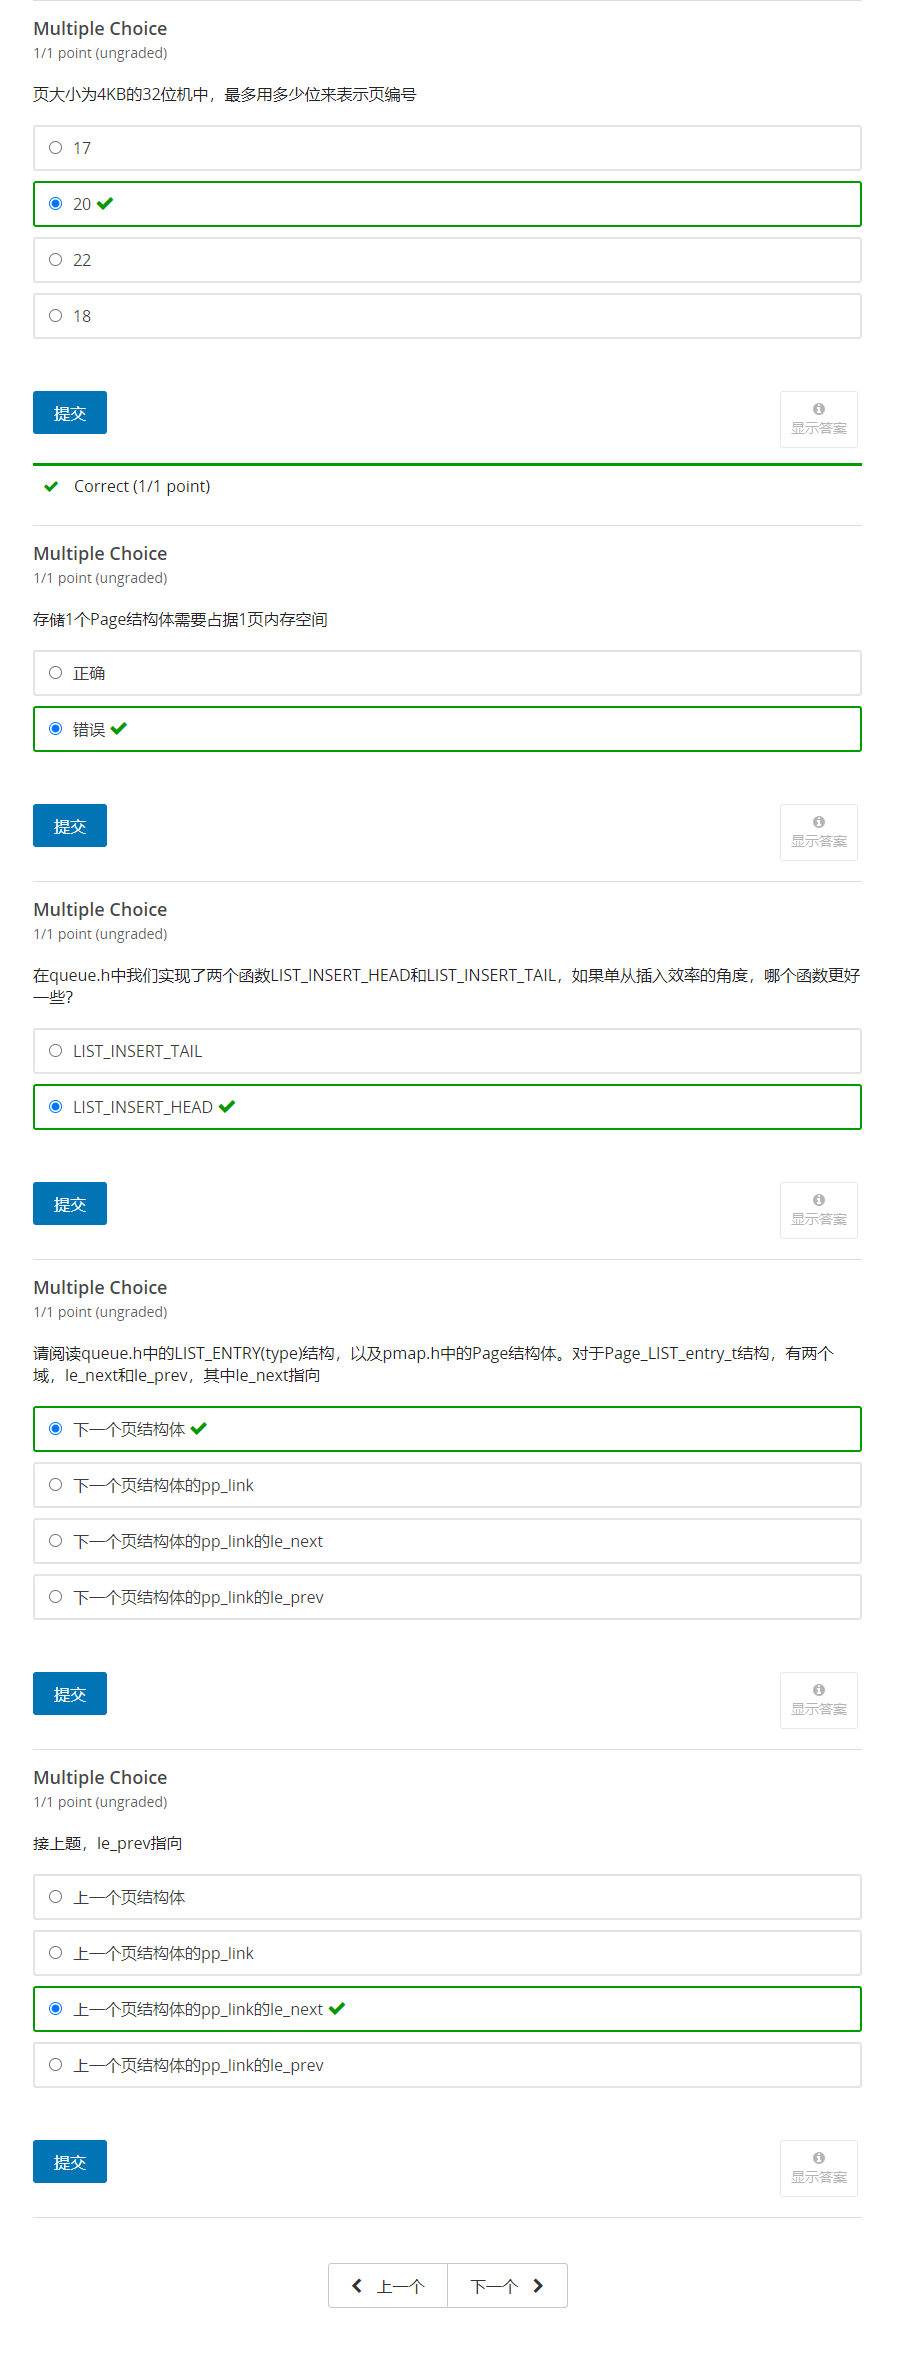 Multiple Choice
1/1 point (ungraded)
页大小为4KB的32位机中，最多用多少位来表示页编号
17
20
22
18
提交
显示答案
Correct (1/1 point)
Multiple Choice
1/1 point (ungraded)
存储1个Page结构体需要占据1页内存空间
正确
错误
提交
显示答案
Multiple Choice
1/1 point (ungraded)
在queue.h中我们实现了两个函数LIST_INSERT_HEAD和LIST_INSERT_TAIL，如果单从插入效率的角度，哪个函数更好
一些？
LIST_INSERT_TAIL
LIST_INSERT_HEAD
提交
显示答案
Multiple Choice
1/1 point (ungraded)
请阅读queue.h中的LIST_ENTRY(type)结构，以及pmap.h中的Page结构体。对于Page_LIST_entry_t结构，有两个
域，le_next和le_prev，其中le_next指向
下一个页结构体
下一个页结构体的pp_link
下一个页结构体的pp_link的le_next
下一个页结构体的pp_link的le_prev
提交
显示答案
Multiple Choice
1/1 point (ungraded)
接上题，le_prev指向
上一个页结构体
上一个页结构体的pp_link
上一个页结构体的pp_link的le_next
上一个页结构体的pp_link的le_prev
提交
显示答案
上一个 下一个